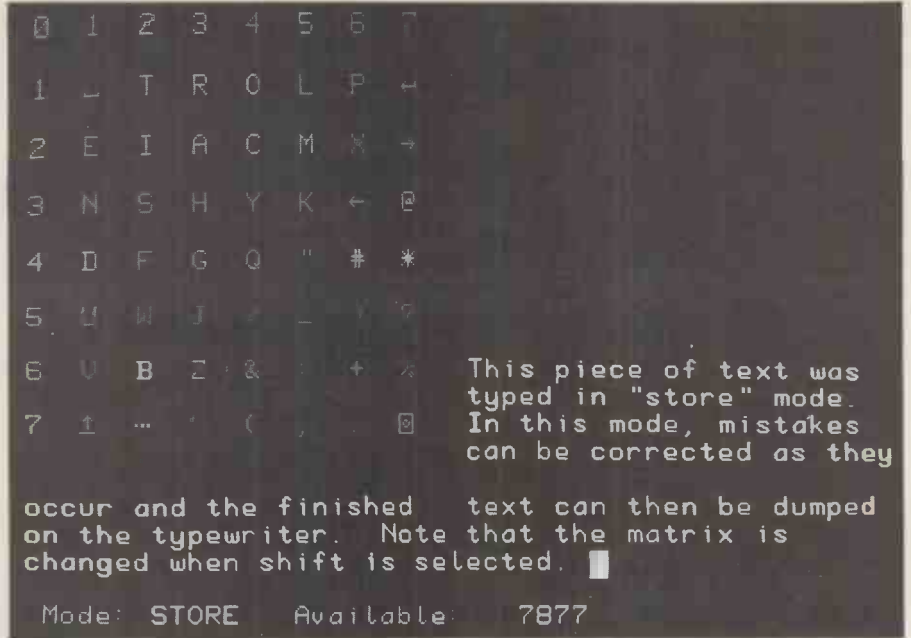 0 1 2 3 4 5 6 7
1 ⎵ T R O L P ↵
2 E I A C M X →
3 N S H Y K ← @
4 D F G Q " # *
5 U W J _
6 V B Z & : + %
7 ↑ … ' ( , .
This piece of text was
typed in "store" mode.
In this mode, mistakes
can be corrected as they
occur and the finished text can then be dumped
on the typewriter. Note that the matrix is
changed when shift is selected.
Mode: STORE Available: 7877